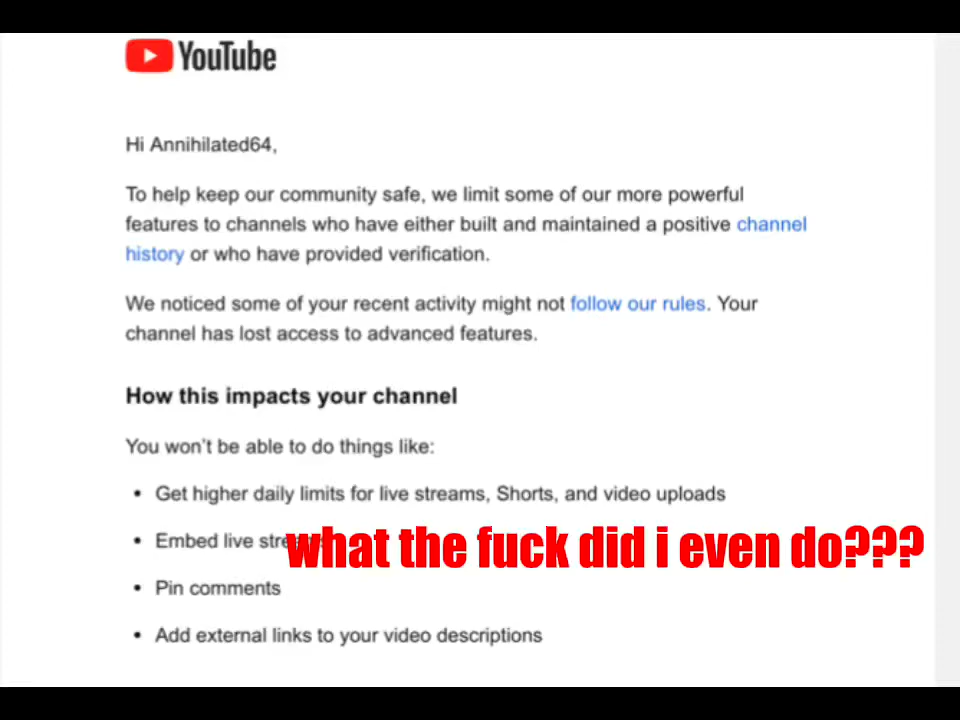 YouTube
Hi Annihilated64,
To help keep our community safe, we limit some of our more powerful
features to channels who have either built and maintained a positive channel
history or who have provided verification.
We noticed some of your recent activity might not follow our rules. Your
channel has lost access to advanced features.
How this impacts your channel
You won't be able to do things like:
• Get higher daily limits for live streams, Shorts, and video uploads
• Embed live streams
what the fuck did i even do???
• Pin comments
• Add external links to your video descriptions